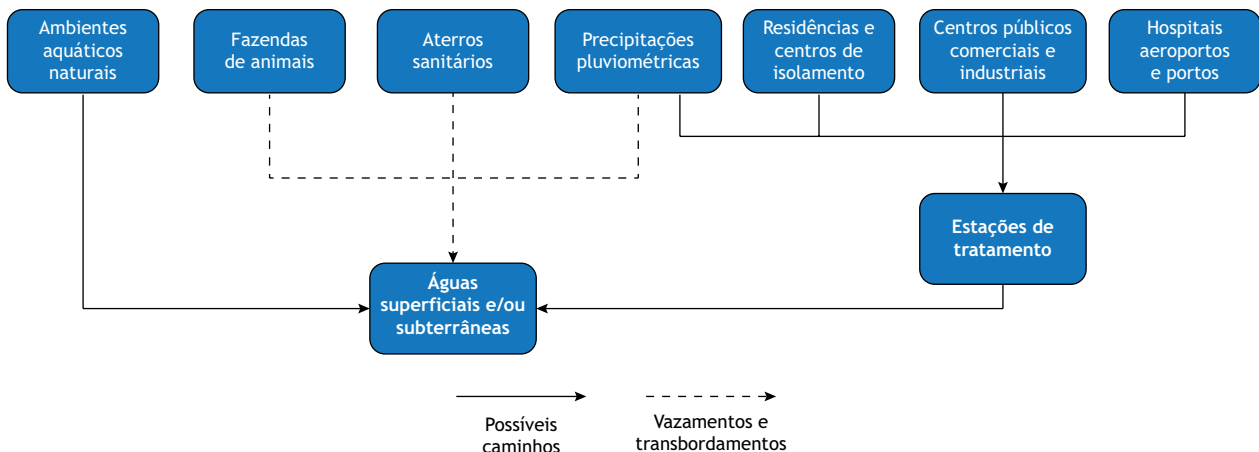 Ambientes
aquáticos
naturais
Fazendas
de animais
Aterros
sanitários
Precipitações
pluviométricas
Residências e
centros de
isolamento
Centros públicos
comerciais e
industriais
Hospitais
aeroportos
e portos
Estações de
tratamento
Águas
superficiais e/ou
subterrâneas
Possíveis
caminhos
Vazamentos e
transbordamentos